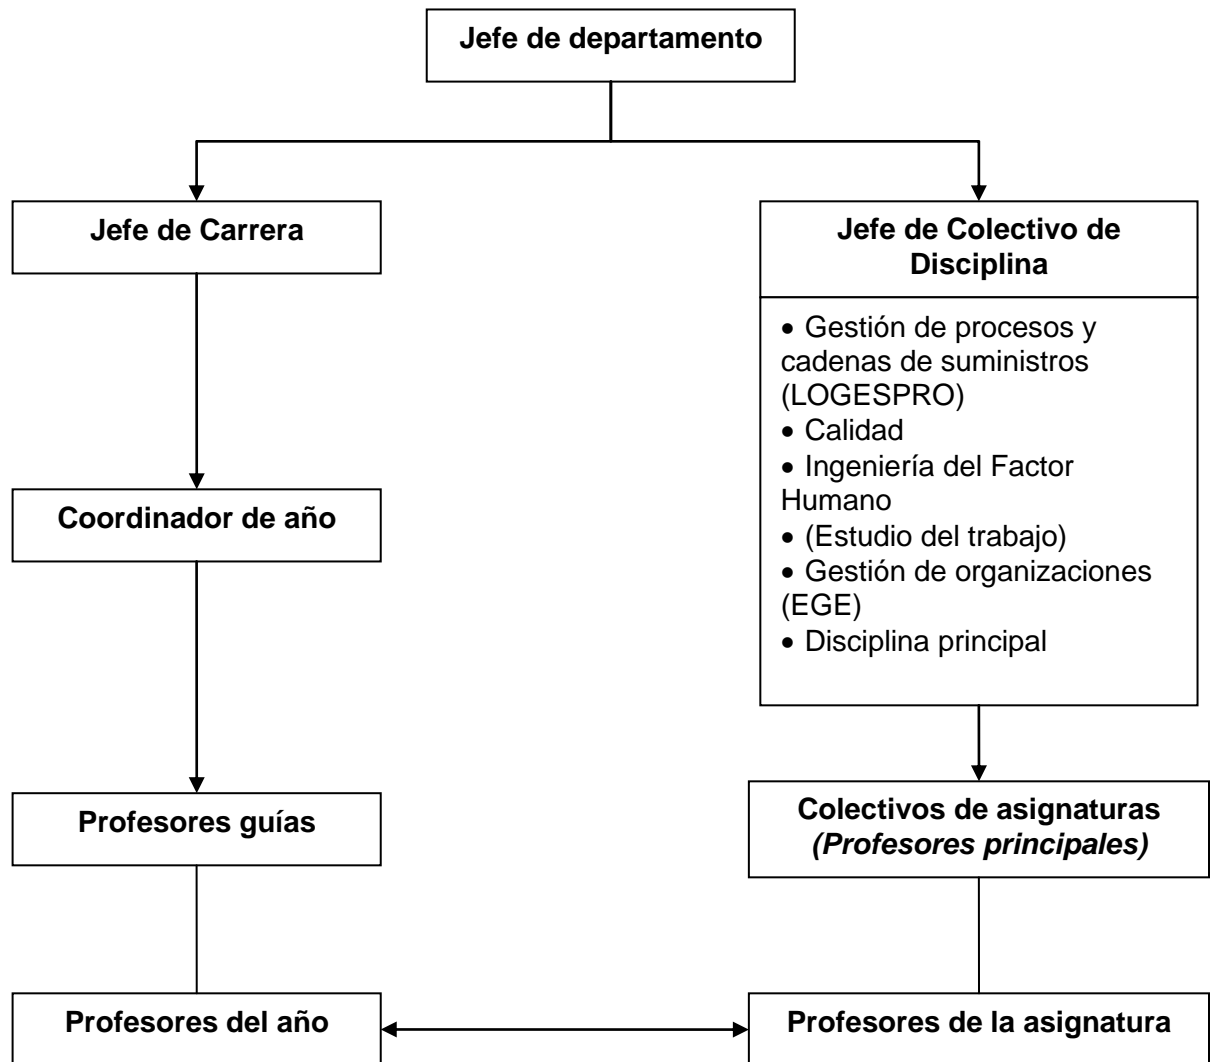 Jefe de departamento
Jefe de Carrera
Jefe de Colectivo de
Disciplina
• Gestión de procesos y
cadenas de suministros
(LOGESPRO)
• Calidad
• Ingeniería del Factor
Humano
• (Estudio del trabajo)
• Gestión de organizaciones
(EGE)
• Disciplina principal
Coordinador de año
Profesores guías
Colectivos de asignaturas
(Profesores principales)
Profesores del año
Profesores de la asignatura